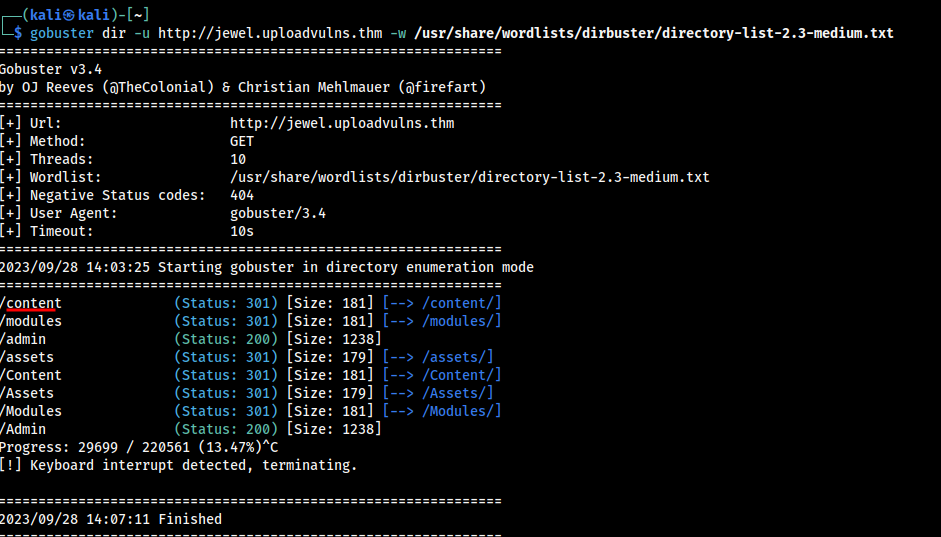 ┌──(kali㉿kali)-[~]
└─$ gobuster dir -u http://jewel.uploadvulns.thm -w /usr/share/wordlists/dirbuster/directory-list-2.3-medium.txt
===============================================================
Gobuster v3.4
by OJ Reeves (@TheColonial) & Christian Mehlmauer (@firefart)
===============================================================
[+] Url:                     http://jewel.uploadvulns.thm
[+] Method:                  GET
[+] Threads:                 10
[+] Wordlist:                /usr/share/wordlists/dirbuster/directory-list-2.3-medium.txt
[+] Negative Status codes:   404
[+] User Agent:              gobuster/3.4
[+] Timeout:                 10s
===============================================================
2023/09/28 14:03:25 Starting gobuster in directory enumeration mode
===============================================================
/content              (Status: 301) [Size: 181] [--> /content/]
/modules              (Status: 301) [Size: 181] [--> /modules/]
/admin                (Status: 200) [Size: 1238]
/assets               (Status: 301) [Size: 179] [--> /assets/]
/Content              (Status: 301) [Size: 181] [--> /Content/]
/Assets               (Status: 301) [Size: 179] [--> /Assets/]
/Modules              (Status: 301) [Size: 181] [--> /Modules/]
/Admin                (Status: 200) [Size: 1238]
Progress: 29699 / 220561 (13.47%)^C
[!] Keyboard interrupt detected, terminating.
===============================================================
2023/09/28 14:07:11 Finished
===============================================================